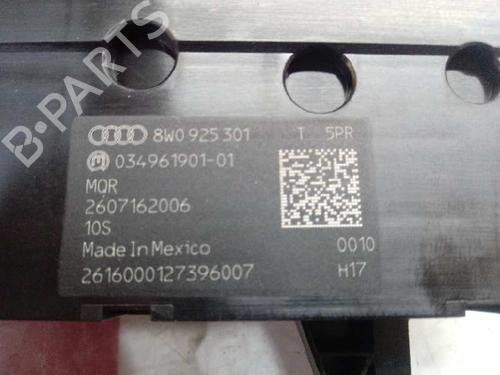 B-PARTS
8W0 925 301 T 5PR
034961901-01
MQR
2607162006
10S
Made In Mexico 0010
2616000127396007 H17